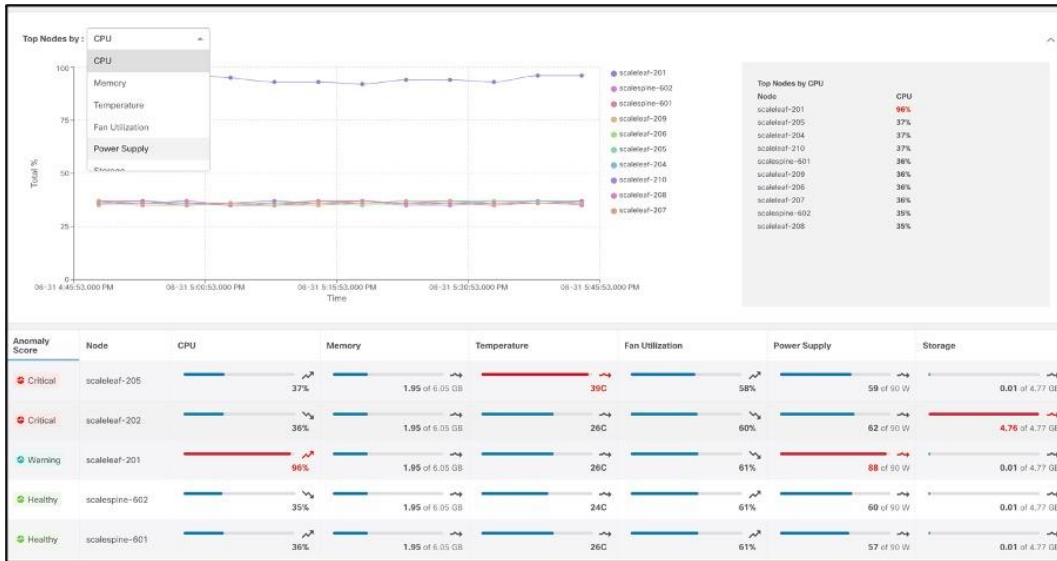 Top Nodes by : CPU
CPU
Memory
Temperature
Fan Utilization
Power Supply
Storage
100
75
50
25
0
Total %
06-31 4:45:53.000 PM
06-31 5:00:53.000 PM
06-31 5:15:53.000 PM
06-31 5:30:53.000 PM
06-31 5:45:53.000 PM
Time
scaleleaf-201
scalespine-602
scalespine-601
scaleleaf-209
scaleleaf-206
scaleleaf-205
scaleleaf-204
scaleleaf-210
scaleleaf-208
scaleleaf-207
Top Nodes by CPU
Node CPU
scaleleaf-201 96%
scaleleaf-205 37%
scaleleaf-204 37%
scaleleaf-210 37%
scalespine-601 36%
scaleleaf-209 36%
scaleleaf-206 36%
scaleleaf-207 36%
scalespine-602 35%
scaleleaf-208 35%
Anomaly Score Node CPU Memory Temperature Fan Utilization Power Supply Storage
Critical scaleleaf-205 37% 1.95 of 6.05 GB 39C 58% 59 of 90 W 0.01 of 4.77 GB
Critical scaleleaf-202 36% 1.95 of 6.05 GB 26C 60% 62 of 90 W 4.76 of 4.77 GB
Warning scaleleaf-201 96% 1.95 of 6.05 GB 26C 61% 88 of 90 W 0.01 of 4.77 GB
Healthy scalespine-602 35% 1.95 of 6.05 GB 24C 61% 60 of 90 W 0.01 of 4.77 GB
Healthy scalespine-601 36% 1.95 of 6.05 GB 26C 61% 57 of 90 W 0.01 of 4.77 GB